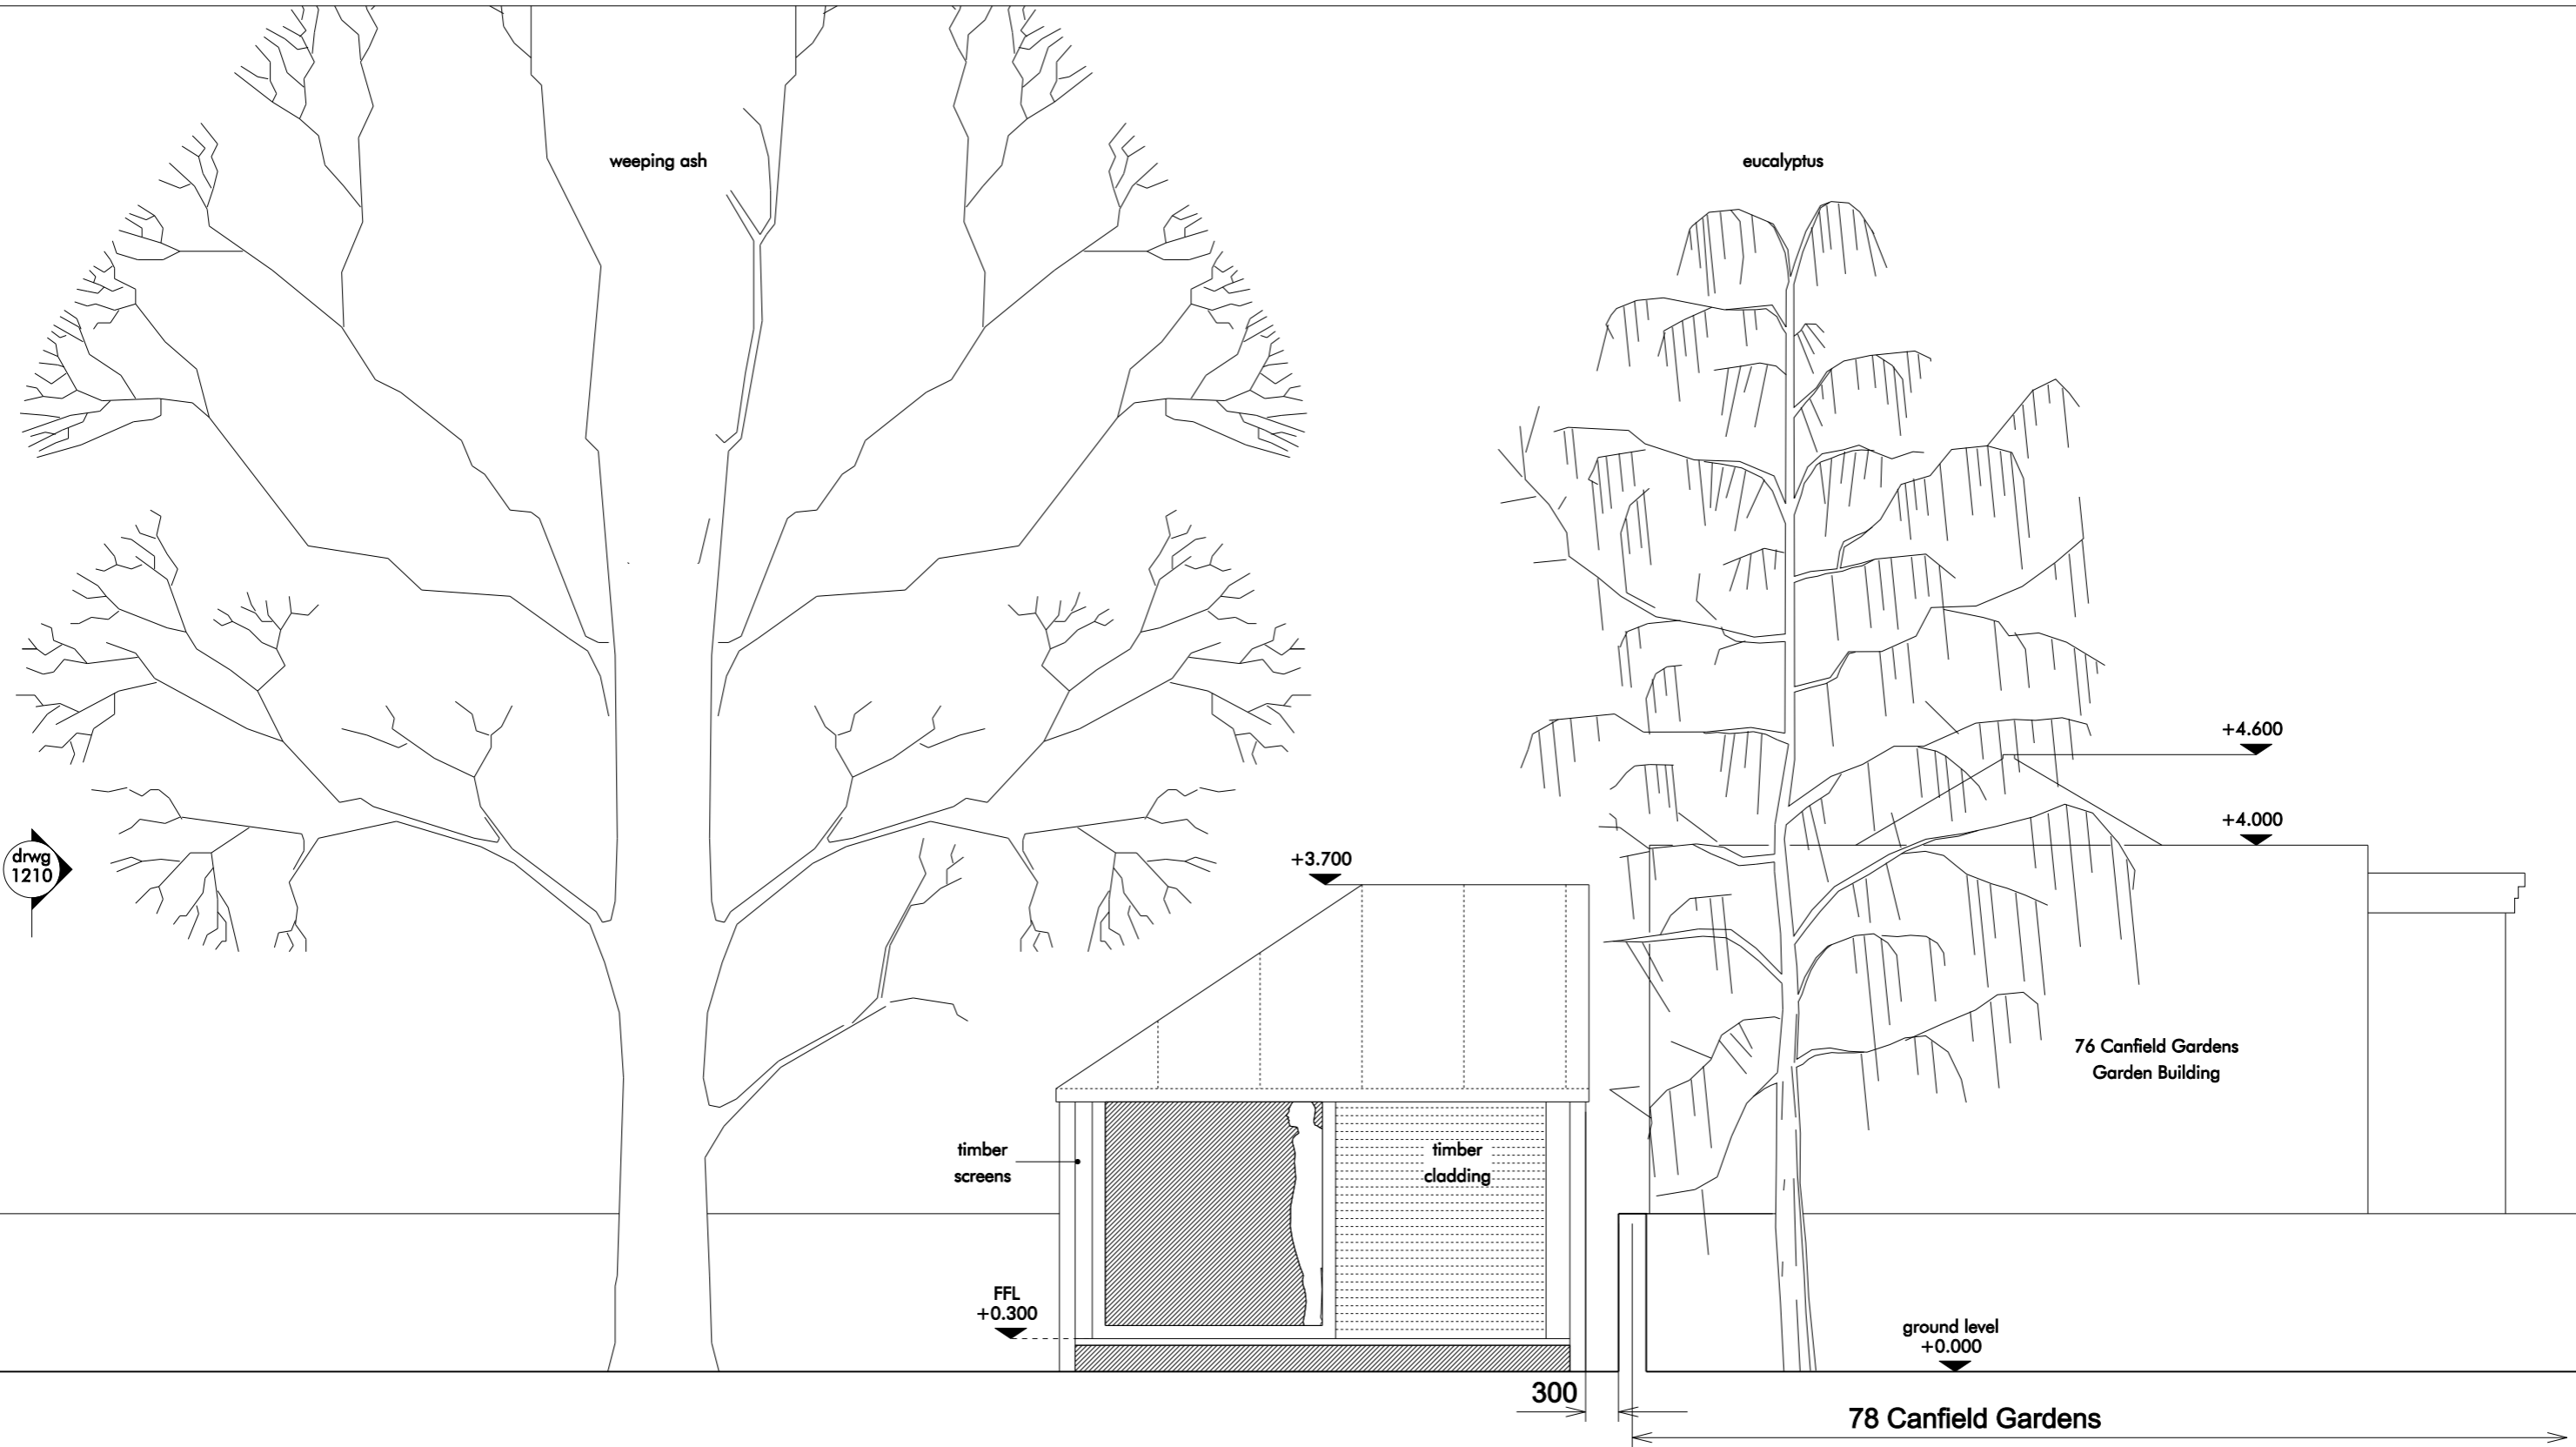 weeping ash
eucalyptus
+4.600
+4.000
drwg
1210
+3.700
76 Canfield Gardens
Garden Building
timber
screens
timber
cladding
FFL
+0.300
ground level
+0.000
300
78 Canfield Gardens